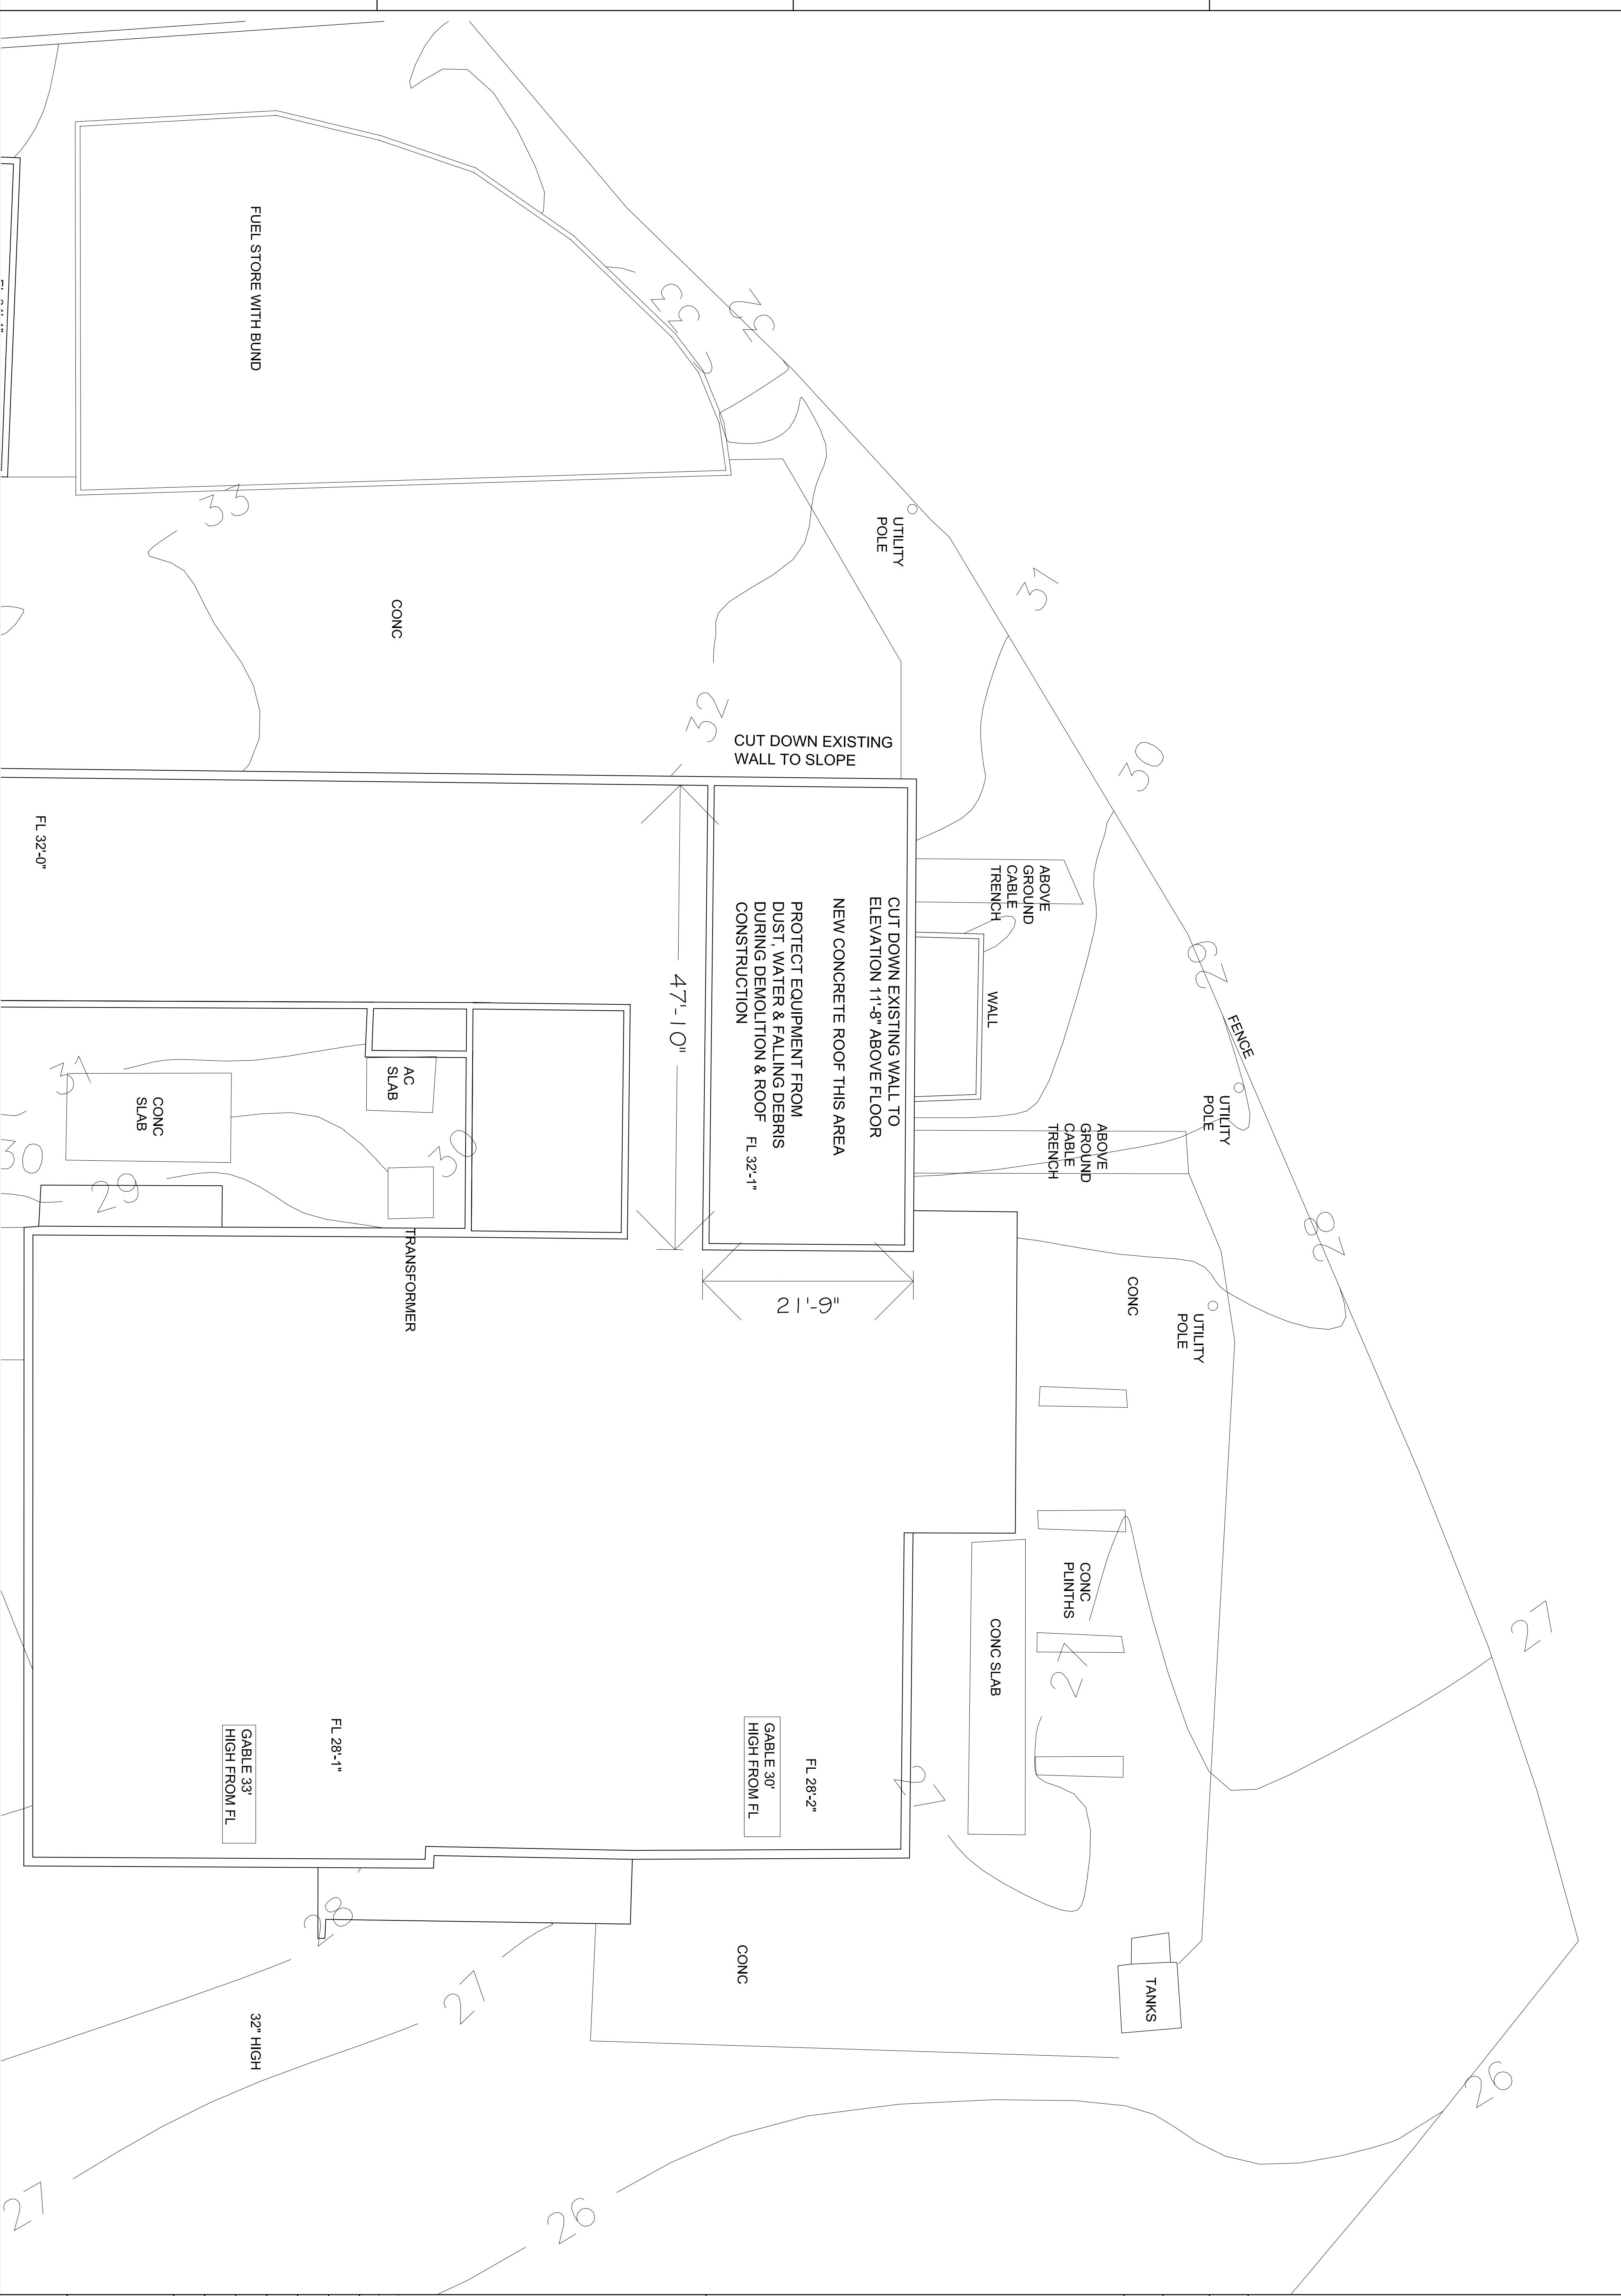 FUEL STORE WITH BUND
33
32
33
UTILITY
POLE
31
CONC
32
CUT DOWN EXISTING
WALL TO SLOPE
30
FL 32'-0"
ABOVE
GROUND
CABLE
TRENCH
CUT DOWN EXISTING WALL TO
ELEVATION 11'-8" ABOVE FLOOR
NEW CONCRETE ROOF THIS AREA
PROTECT EQUIPMENT FROM
DUST, WATER & FALLING DEBRIS
DURING DEMOLITION & ROOF
CONSTRUCTION
FL 32'-1"
47'-10"
WALL
29
FENCE
UTILITY
POLE
31
CONC
SLAB
AC
SLAB
30
ABOVE
GROUND
CABLE
TRENCH
30
29
28
TRANSFORMER
21'-9"
CONC
UTILITY
POLE
CONC
PLINTHS
CONC SLAB
27
27
FL 28'-1"
GABLE 33'
HIGH FROM FL
GABLE 30'
HIGH FROM FL
FL 28'-2"
27
28
27
CONC
TANKS
32" HIGH
26
27
26